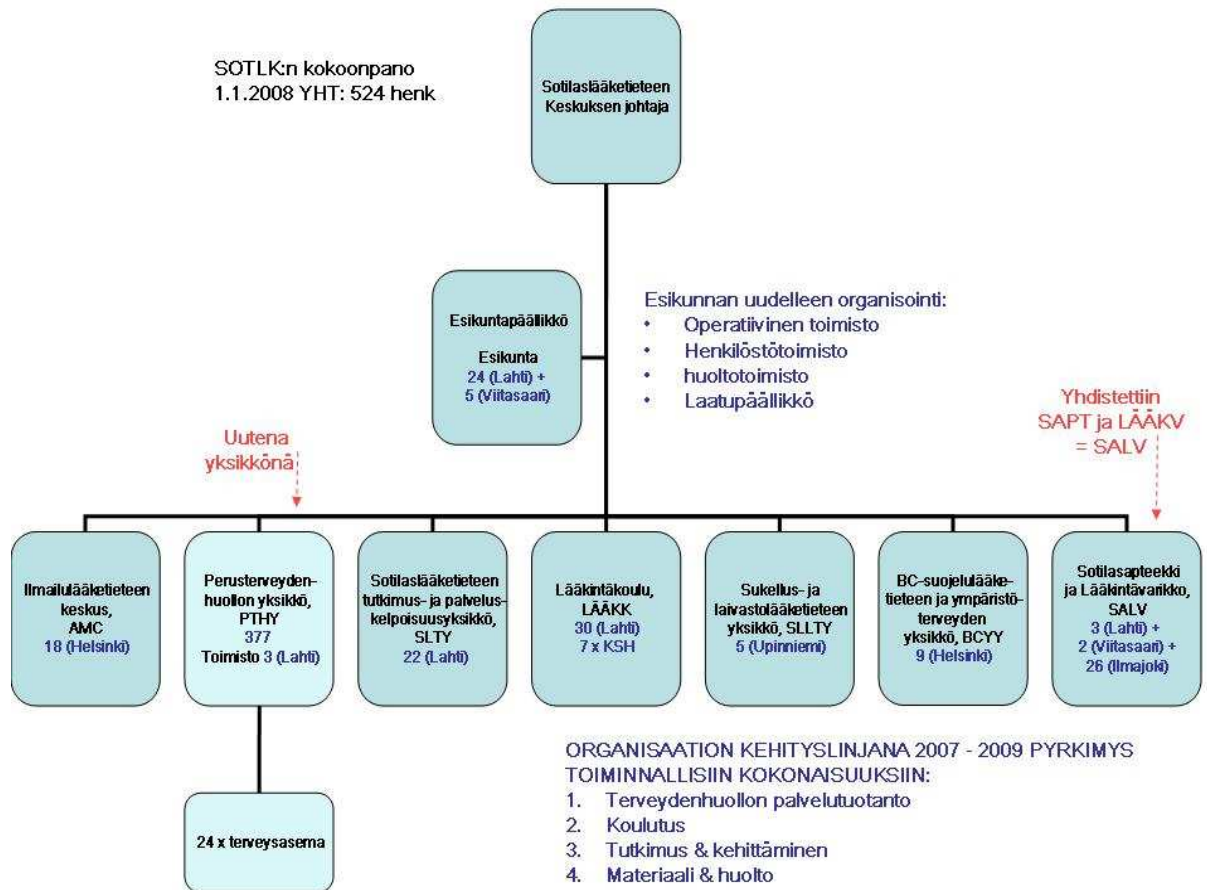 SOTLK:n kokoonpano
1.1.2008 YHT: 524 henk
Sotilaslääketieteen
Keskuksen johtaja
Esikuntapäällikkö
Esikunta
24 (Lahti) +
5 (Viitasaari)
Esikunnan uudelleen organisointi:
• Operatiivinen toimisto
• Henkilöstötoimisto
• huoltotoimisto
• Laatupäällikkö
Uutena
yksikkönä
Yhdistettiin
SAPT ja LÄÄKV
= SALV
Ilmailulääketieteen
keskus,
AMC
18 (Helsinki)
Perusterveyden-
huollon yksikkö,
PTHY
377
Toimisto 3 (Lahti)
Sotilaslääketieteen
tutkimus- ja palvelus-
kelpoisuusyksikkö,
SLTY
22 (Lahti)
Lääkintäkoulu,
LÄÄKK
30 (Lahti)
7 x KSH
Sukellus- ja
laivastolääketieteen
yksikkö, SLLTY
5 (Upinniemi)
BC-suojelulääke-
tieteen ja ympäristö-
terveyden
yksikkö, BCYY
9 (Helsinki)
Sotilasapteekki
ja Lääkintävarikko,
SALV
3 (Lahti) +
2 (Viitasaari) +
26 (Ilmajoki)
24 x terveysasema
ORGANISAATION KEHITYSLINJANA 2007 - 2009 PYRKIMYS
TOIMINNALLISIIN KOKONAISUUKSIIN:
1. Terveydenhuollon palvelutuotanto
2. Koulutus
3. Tutkimus & kehittäminen
4. Materiaali & huolto